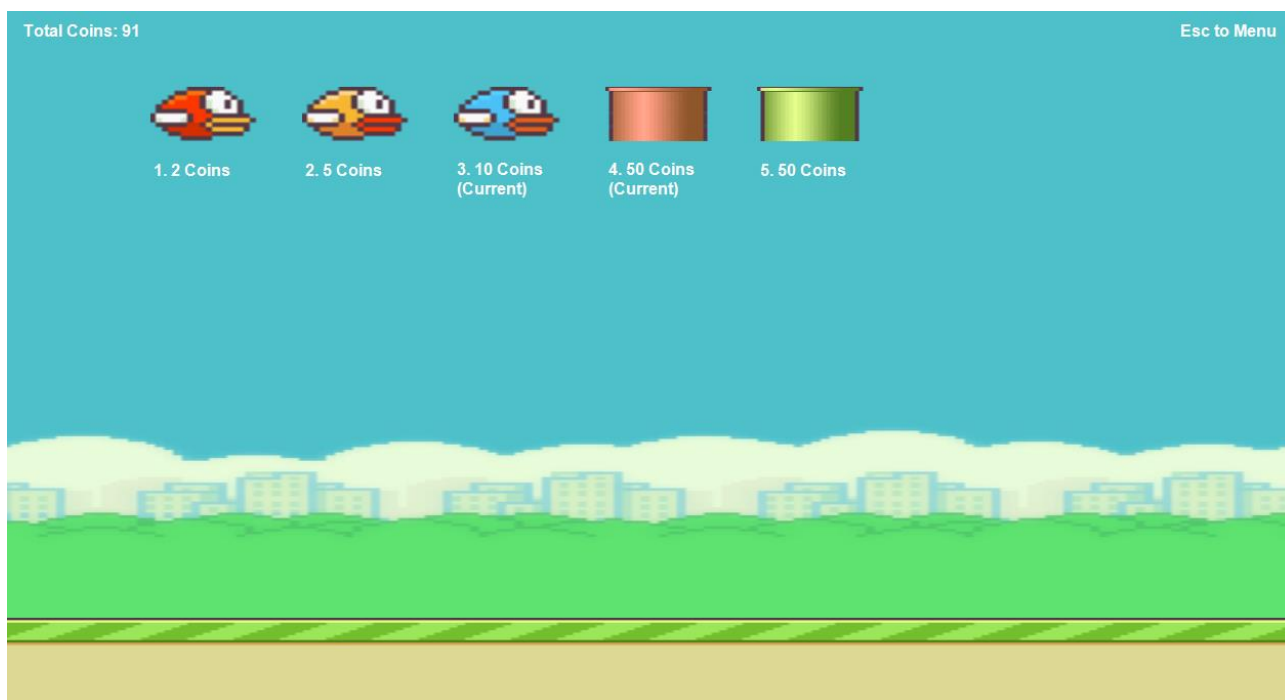 Total Coins: 91
Esc to Menu
1. 2 Coins
2. 5 Coins
3. 10 Coins
(Current)
4. 50 Coins
(Current)
5. 50 Coins